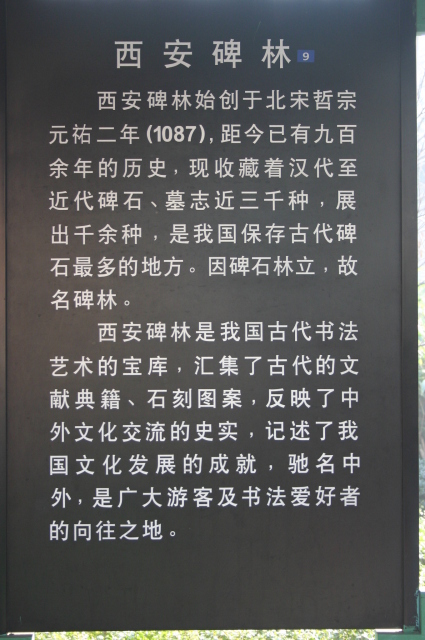 西安碑林 9
西安碑林始创于北宋哲宗
元祐二年(1087)，距今已有九百
余年的历史，现收藏着汉代至
近代碑石、墓志近三千种，展
出千余种，是我国保存古代碑
石最多的地方。因碑石林立，故
名碑林。
西安碑林是我国古代书法
艺术的宝库，汇集了古代的文
献典籍、石刻图案，反映了中
外文化交流的史实，记述了我
国文化发展的成就，驰名中
外，是广大游客及书法爱好者
的向往之地。